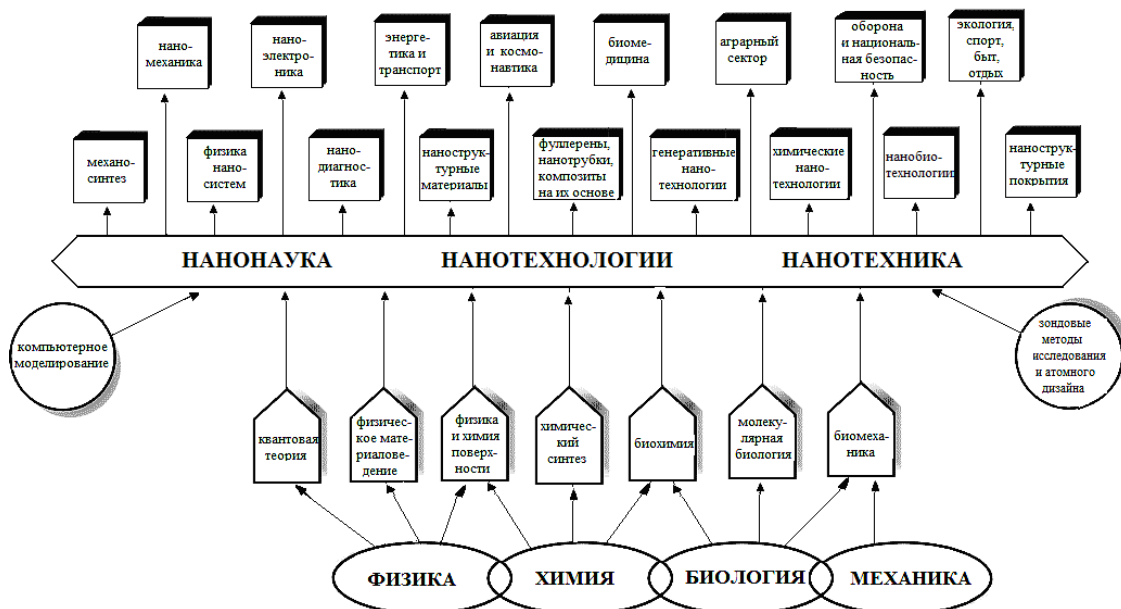 нано-
механика
нано-
электро-
ника
энерге-
тика и
транспорт
авиация
и космо-
навтика
биоме-
дицина
аграрный
сектор
оборона
и националь-
ная безопас-
ность
экология,
спорт,
быт,
отдых
механо-
синтез
физика
нано-
систем
нано-
диагнос-
тика
нанострук-
турные
материалы
фуллерены,
нанотрубки,
композиты
на их основе
генеративные
нано-
технологии
химические
нано-
технологии
нанобио-
технологии
нанострук-
турные
покрытия
НАНОНАУКА НАНОТЕХНОЛОГИИ НАНОТЕХНИКА
компьютерное
моделирование
зондовые
методы
исследования
и атомного
дизайна
квантовая
теория
физичес-
кое мате-
риалове-
дение
физика
и химия
поверх-
ности
химичес-
кий
синтез
биохимия
молеку-
лярная
биология
биомеха-
ника
ФИЗИКА ХИМИЯ БИОЛОГИЯ МЕХАНИКА